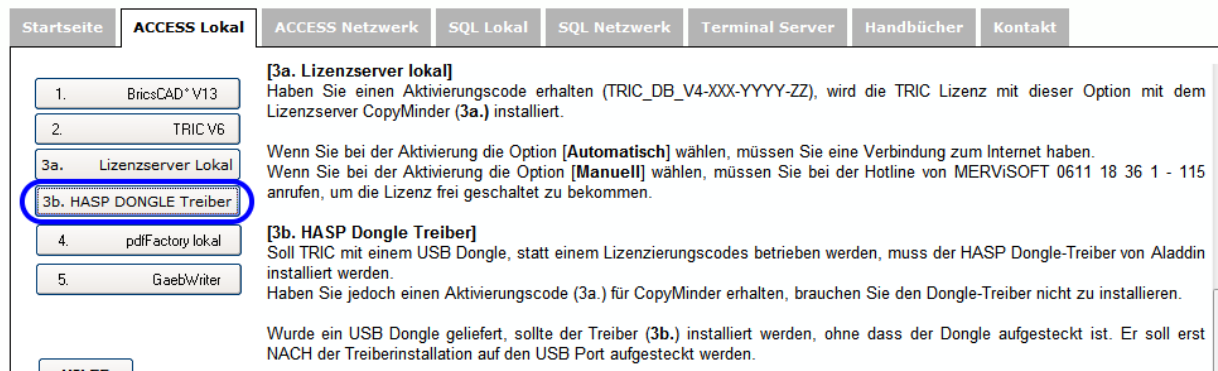 Startseite ACCESS Lokal ACCESS Netzwerk SQL Lokal SQL Netzwerk Terminal Server Handbücher Kontakt
1. BricsCAD® V13
2. TRIC V6
3a. Lizenzserver Lokal
3b. HASP DONGLE Treiber
4. pdfFactory lokal
5. GaebWriter
[3a. Lizenzserver lokal]
Haben Sie einen Aktivierungscode erhalten (TRIC_DB_V4-XXX-YYYY-ZZ), wird die TRIC Lizenz mit dieser Option mit dem
Lizenzserver CopyMinder (3a.) installiert.
Wenn Sie bei der Aktivierung die Option [Automatisch] wählen, müssen Sie eine Verbindung zum Internet haben.
Wenn Sie bei der Aktivierung die Option [Manuell] wählen, müssen Sie bei der Hotline von MERViSOFT 0611 18 36 1 - 115
anrufen, um die Lizenz frei geschaltet zu bekommen.
[3b. HASP Dongle Treiber]
Soll TRIC mit einem USB Dongle, statt einem Lizenzierungscodes betrieben werden, muss der HASP Dongle-Treiber von Aladdin
installiert werden.
Haben Sie jedoch einen Aktivierungscode (3a.) für CopyMinder erhalten, brauchen Sie den Dongle-Treiber nicht zu installieren.
Wurde ein USB Dongle geliefert, sollte der Treiber (3b.) installiert werden, ohne dass der Dongle aufgesteckt ist. Er soll erst
NACH der Treiberinstallation auf den USB Port aufgesteckt werden.